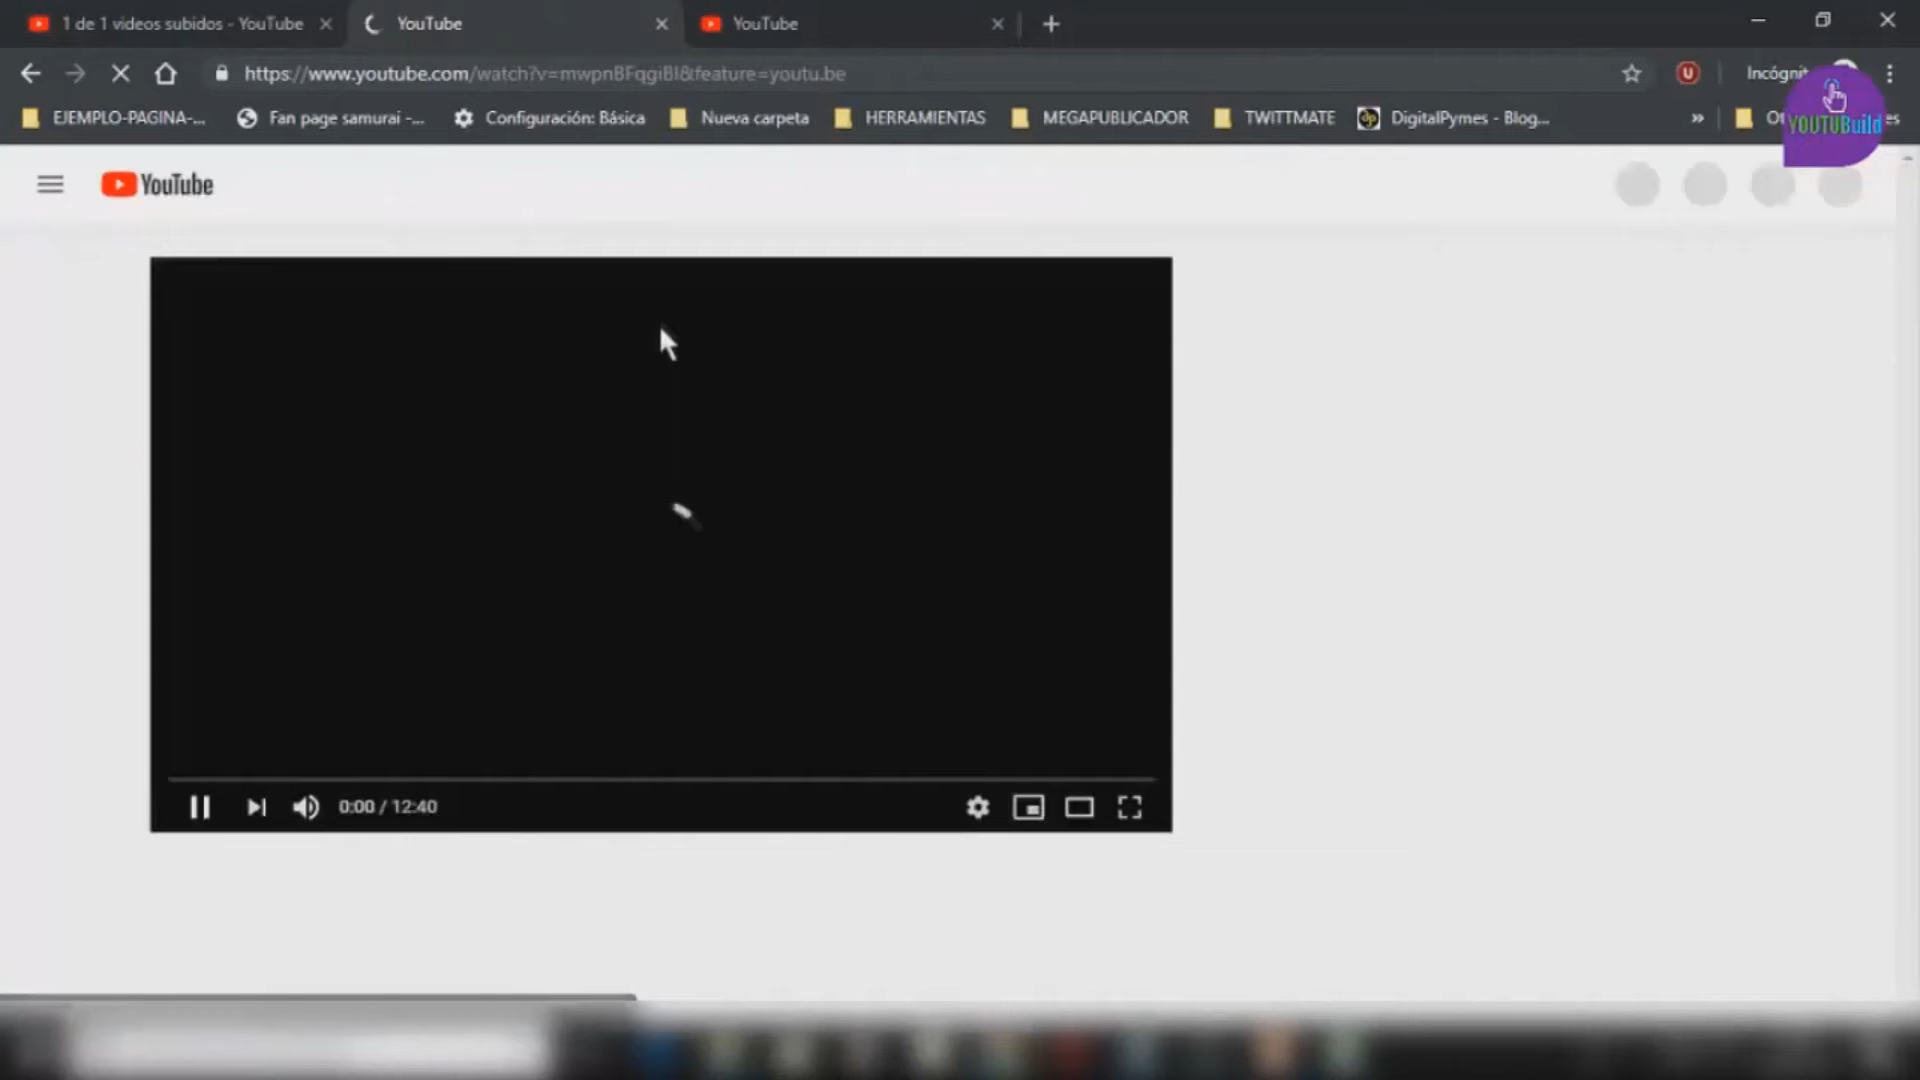 1 de 1 videos subidos - YouTube
YouTube
YouTube
https://www.youtube.com/watch?v=mwpnBFqgiBI&feature=youtu.be
Incógnit
EJEMPLO-PAGINA-...
Fan page samurai -...
Configuración: Básica
Nueva carpeta
HERRAMIENTAS
MEGAPUBLICADOR
TWITTMATE
DigitalPymes - Blog...
YOUTUBuild
YouTube
0:00 / 12:40